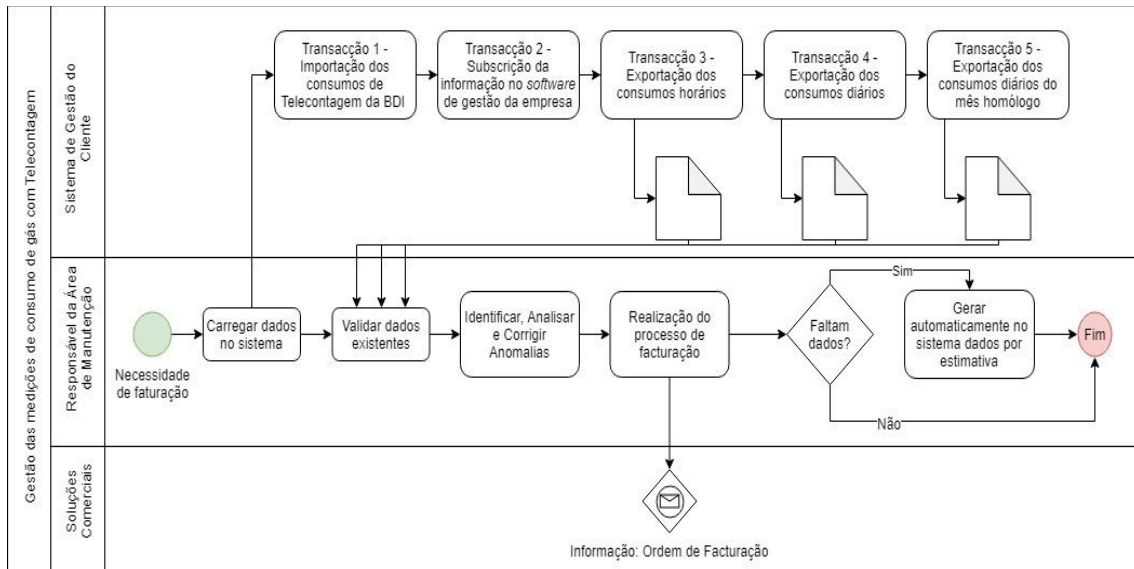 Gestão das medições de consumo de gás com Telecontagem
Sistema de Gestão do
Cliente
Transacção 1 -
Importação dos
consumos de
Telecontagem da BDI
Transacção 2 -
Subscrição da
informação no software
de gestão da empresa
Transacção 3 -
Exportação dos
consumos horários
Transacção 4 -
Exportação dos
consumos diários
Transacção 5 -
Exportação dos
consumos diários do
mês homólogo
Responsável da Área
de Manutenção
Necessidade
de faturação
Carregar dados
no sistema
Validar dados
existentes
Identificar, Analisar
e Corrigir
Anomalias
Realização do
processo de
facturação
Faltam
dados?
Sim
Gerar
automaticamente no
sistema dados por
estimativa
Não
Fim
Soluções
Comerciais
Informação: Ordem de Facturação